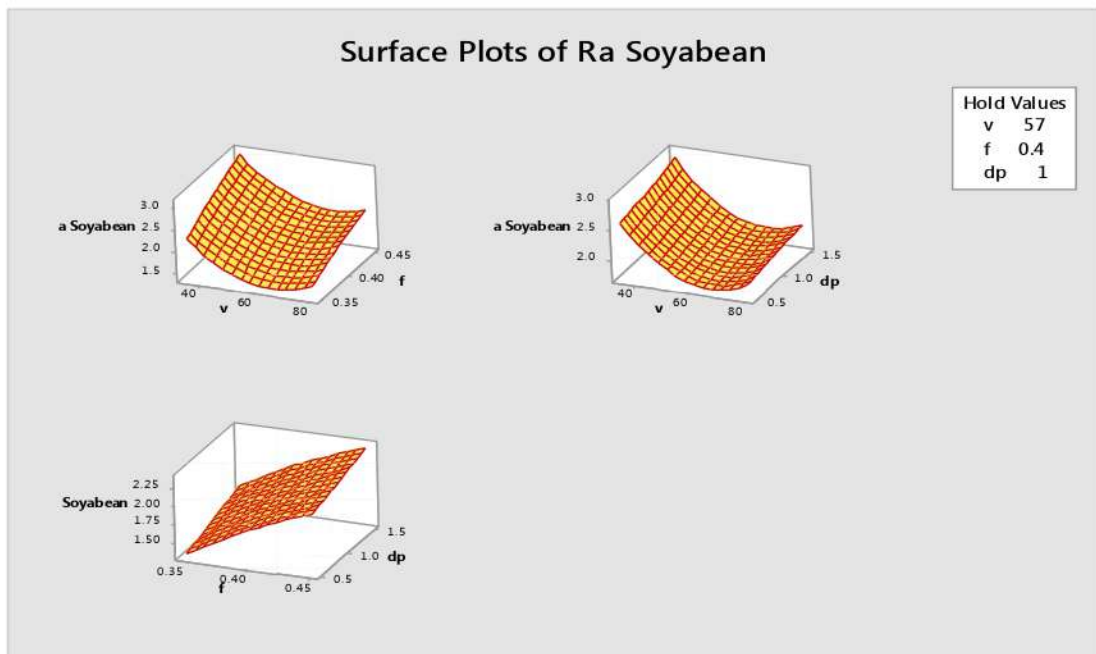 Surface Plots of Ra Soyabean
Hold Values
v 57
f 0.4
dp 1
3.0
a Soyabean 2.5
2.0
1.5
40
60
80
v
0.35
0.40
0.45
f
3.0
a Soyabean 2.5
2.0
40
60
80
v
0.5
1.0
1.5
dp
2.25
Soyabean 2.00
1.75
1.50
0.35
0.40
0.45
f
0.5
1.0
1.5
dp